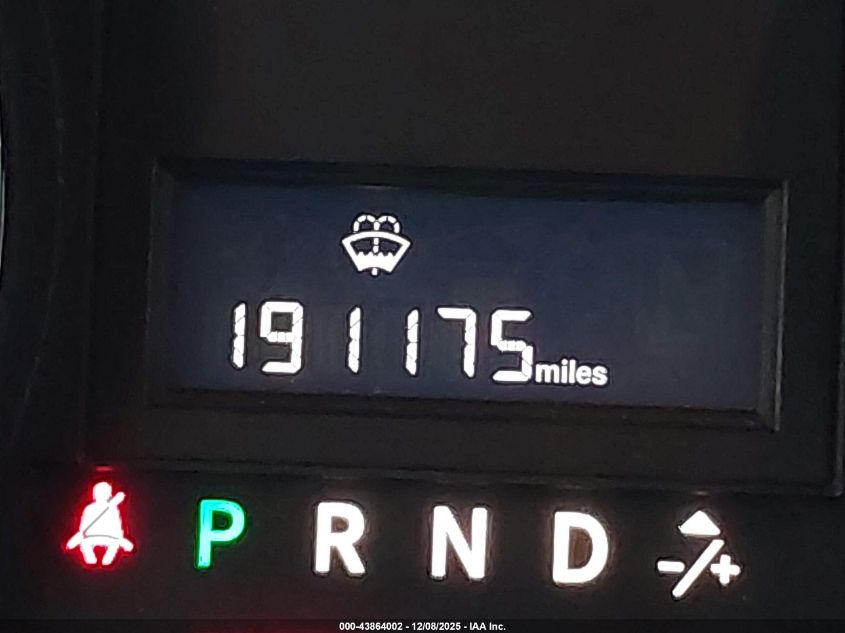 191175miles
P R N D -/+
000-43864002 - 12/08/2025 - IAA Inc.